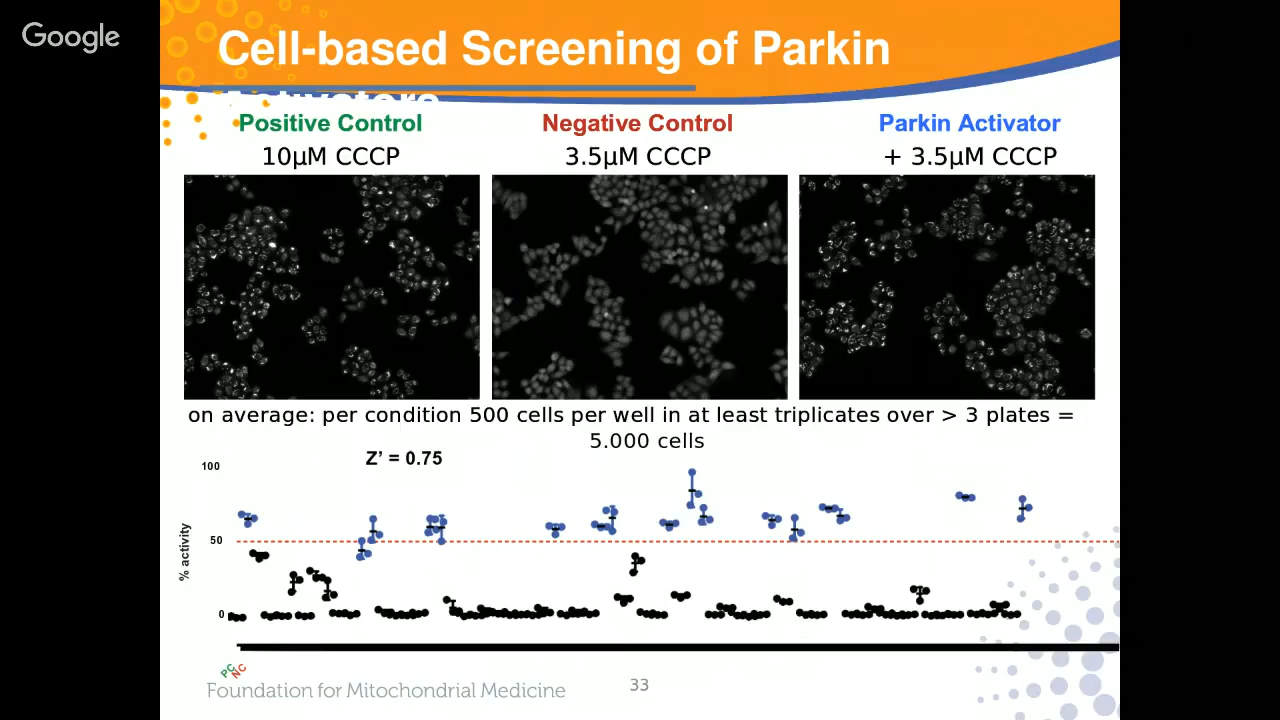 Google
Cell-based Screening of Parkin
Activators
Positive Control
Negative Control
Parkin Activator
10µM CCCP
3.5µM CCCP
+ 3.5µM CCCP
on average: per condition 500 cells per well in at least triplicates over > 3 plates =
5.000 cells
Z’ = 0.75
100
% activity
50
0
PC
NC
Foundation for Mitochondrial Medicine
33